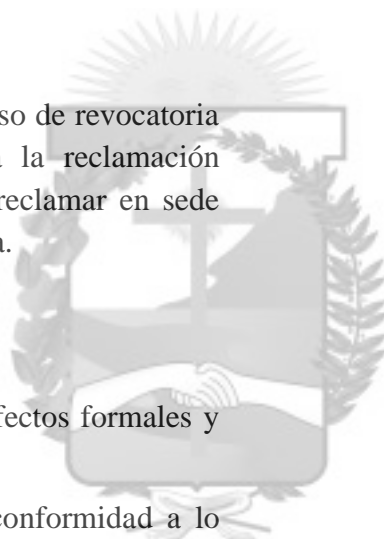 so de revocatoria
a la reclamación
reclamar en sede
a.
fectos formales y
conformidad a lo